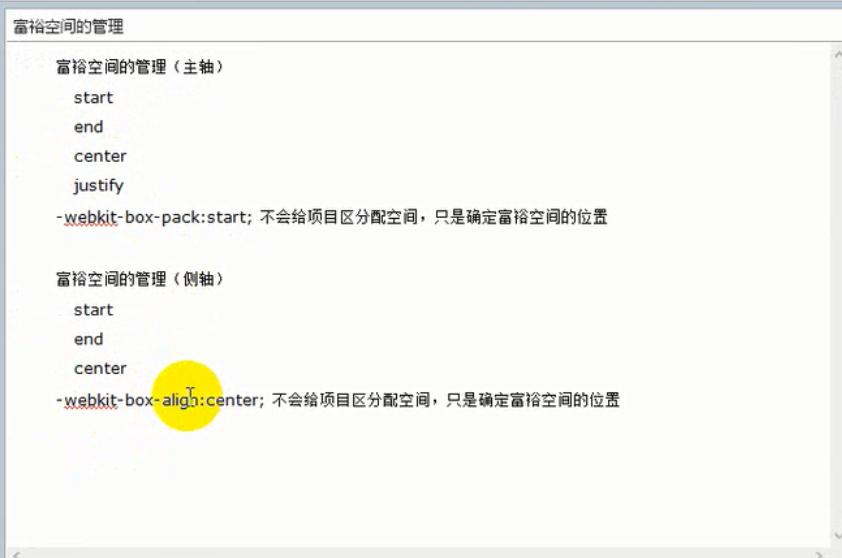 富裕空间的管理
富裕空间的管理（主轴）
start
end
center
justify
-webkit-box-pack:start; 不会给项目区分配空间，只是确定富裕空间的位置
富裕空间的管理（侧轴）
start
end
center
-webkit-box-align:center; 不会给项目区分配空间，只是确定富裕空间的位置